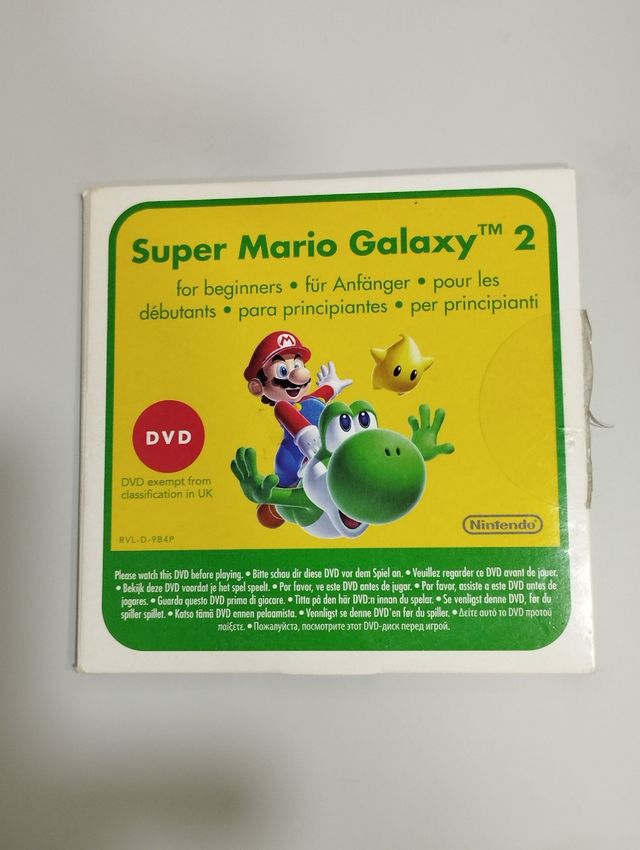 Super Mario Galaxy™ 2
for beginners • für Anfänger • pour les
débutants • para principiantes • per principianti
M
DVD
DVD exempt from
classification in UK
Nintendo®
RVL-D-9B4P
Please watch this DVD before playing. • Bitte schau dir diese DVD vor dem Spiel an. • Veuillez regarder ce DVD avant de jouer.
• Bekijk deze DVD voordat je het spel speelt. • Por favor, ve este DVD antes de jugar. • Por favor, assiste a este DVD antes de
jogares. • Guarda questo DVD prima di giocare. • Titta på den här DVD:n innan du spelar. • Se venligst denne DVD, før du
spiller spillet. • Katso tämä DVD ennen pelaamista. • Vennligst se denne DVD'en før du spiller. • Δείτε αυτό το DVD προτού
παίξετε. • Пожалуйста, посмотрите этот DVD-диск перед игрой.